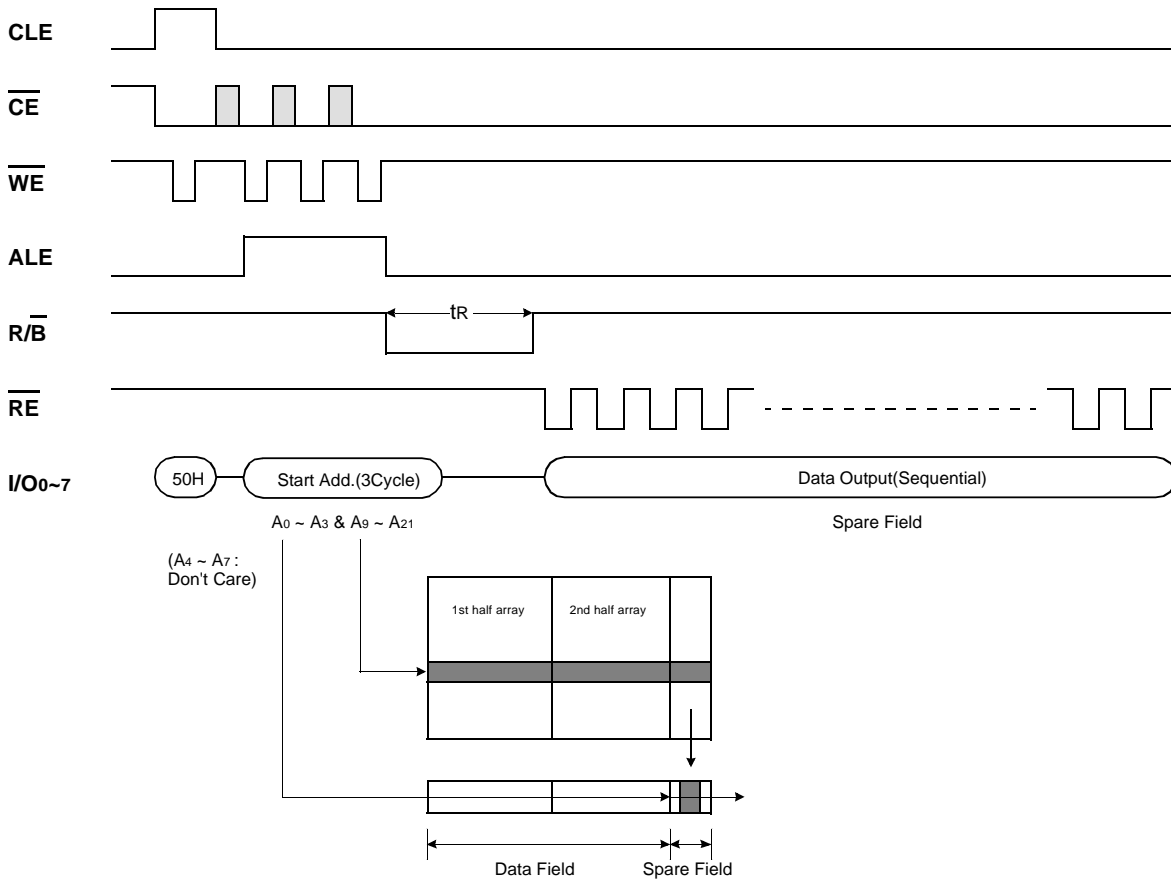 CLE
CE
WE
ALE
R/B
tR
RE
I/O0~7
50H
Start Add.(3Cycle)
Data Output(Sequential)
A0 ~ A3 & A9 ~ A21
Spare Field
(A4 ~ A7 :
Don't Care)
1st half array
2nd half array
Data Field
Spare Field